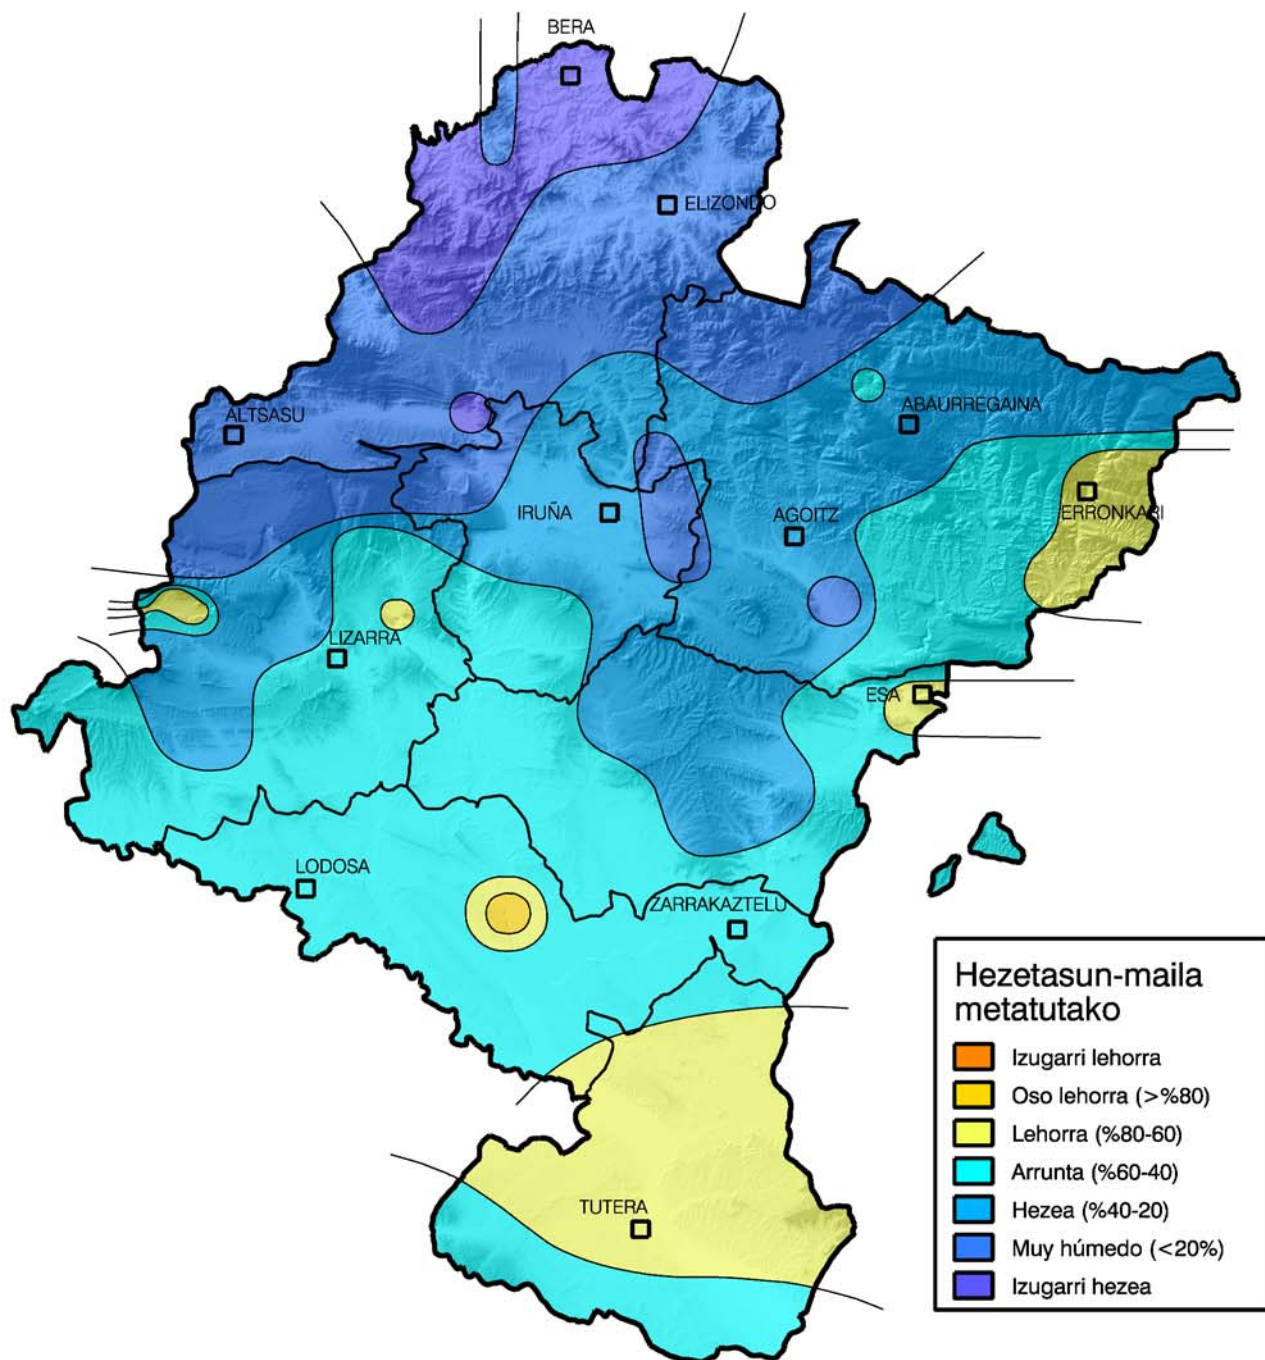 BERA
ELIZONDO
ALTSASU
ABAURREGAINA
IRUÑA
AGOITZ
ERRONKARI
LIZARRA
ESA
LODOSA
ZARRAKAZTELU
TUTERA
Hezetasun-maila
metatutako
Izugarri lehorra
Oso lehorra (>%80)
Lehorra (%80-60)
Arrunta (%60-40)
Hezea (%40-20)
Muy húmedo (<20%)
Izugarri hezea